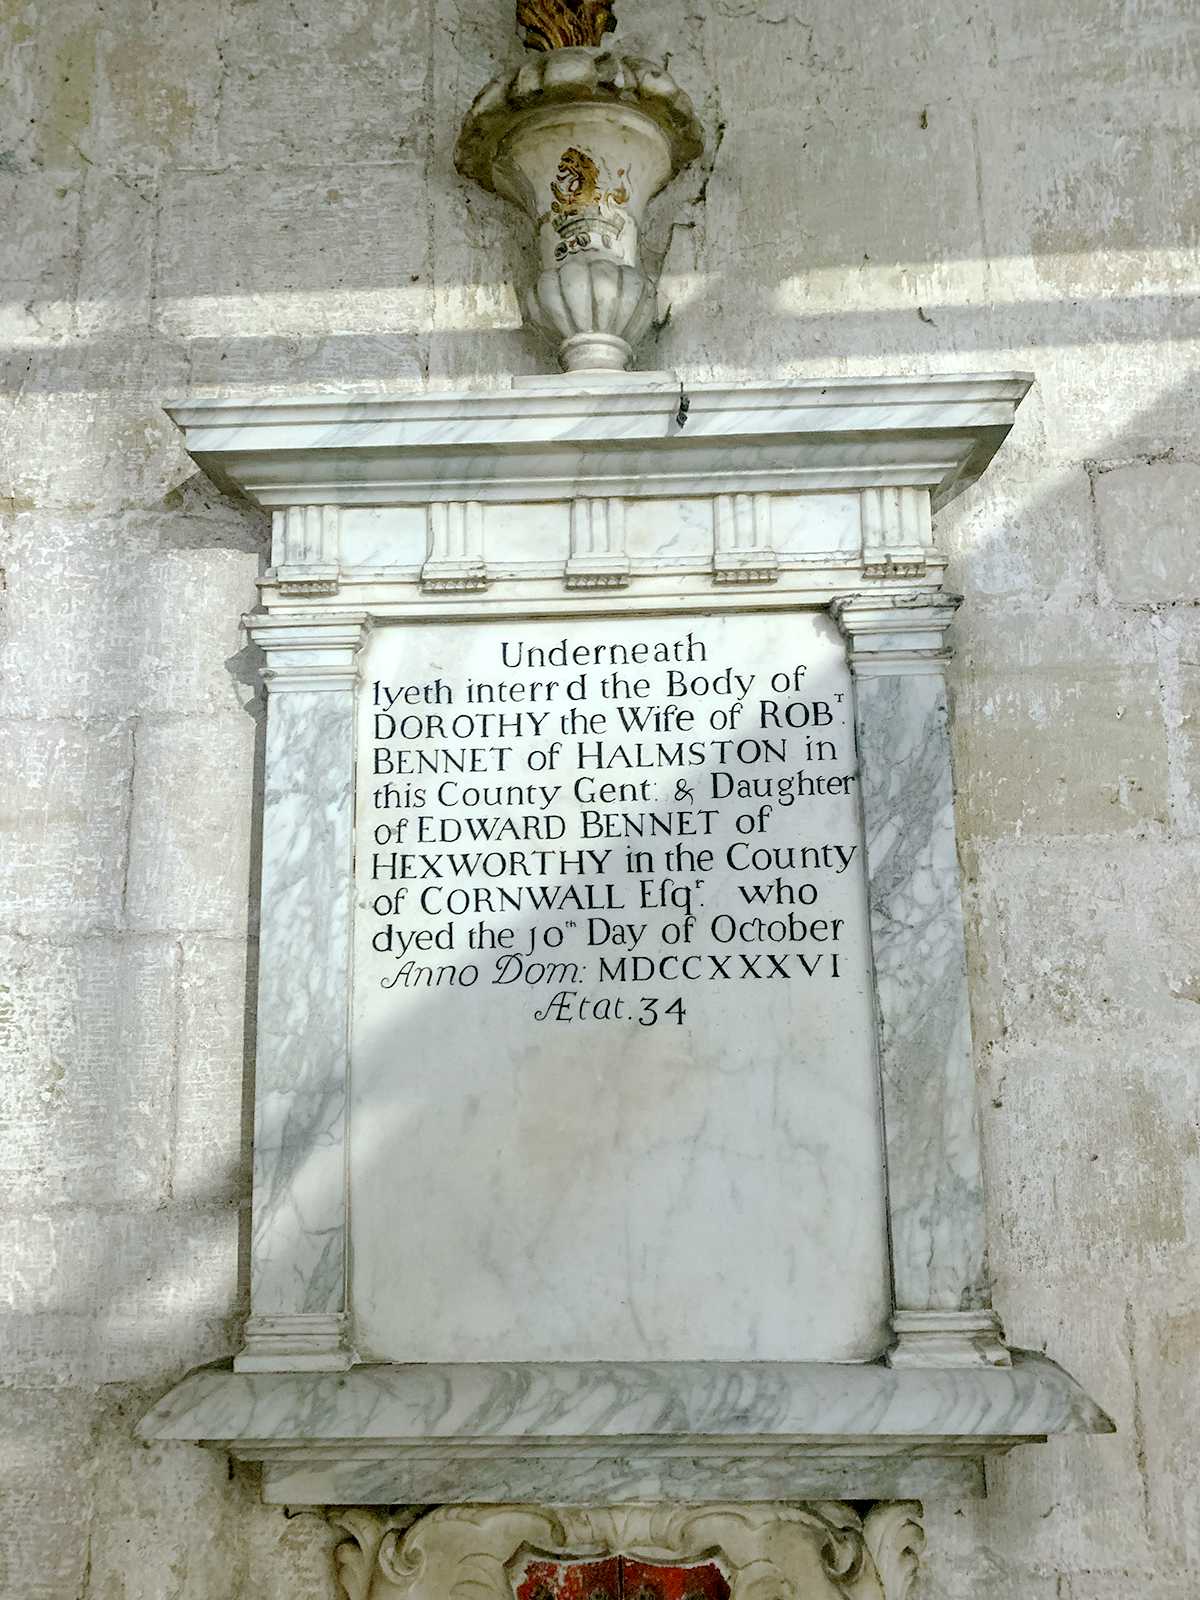 Underneath
lyeth interr d the Body of
DOROTHY the Wife of ROBᵀ.
BENNET of HALMSTON in
this County Gent: & Daughter
of EDWARD BENNET of
HEXWORTHY in the County
of CORNWALL Eſqʳ. who
dyed the 10ᵗʰ Day of October
Anno Dom: MDCCXXXVI
Ætat. 34